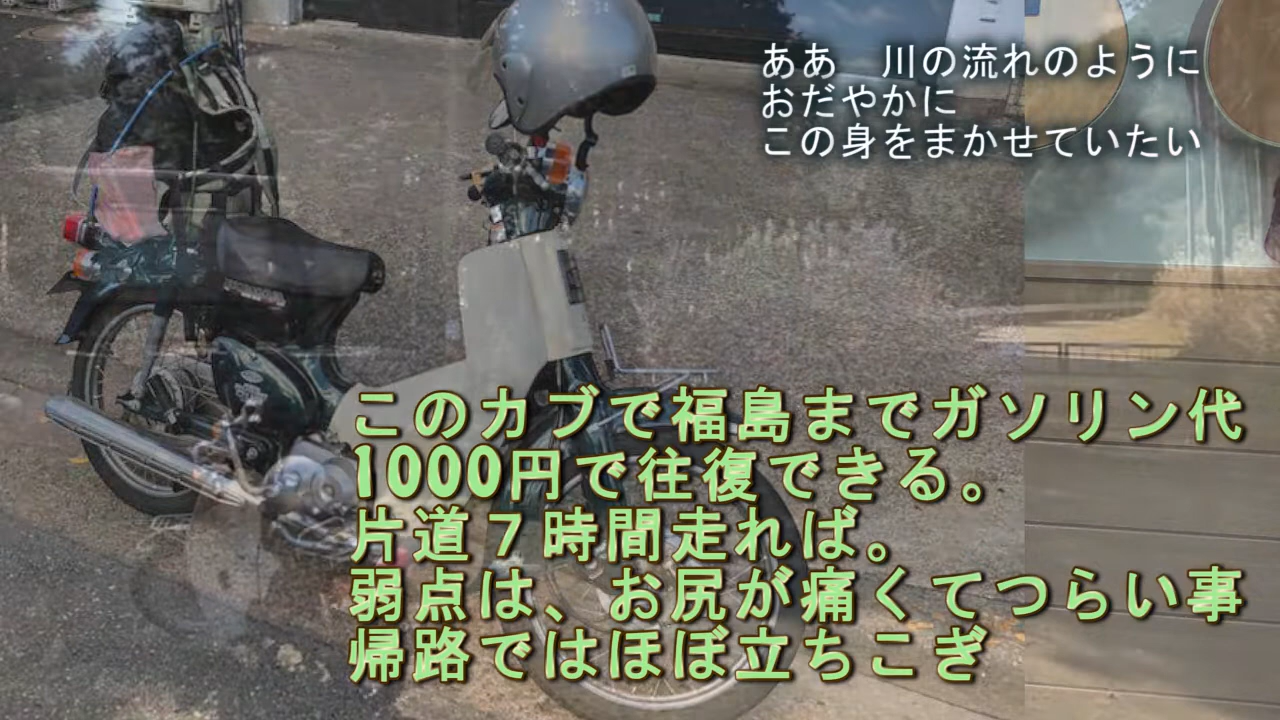 ああ　川の流れのように
おだやかに
この身をまかせていたい
このカブで福島までガソリン代
1000円で往復できる。
片道７時間走れば。
弱点は、お尻が痛くてつらい事
帰路ではほぼ立ちこぎ